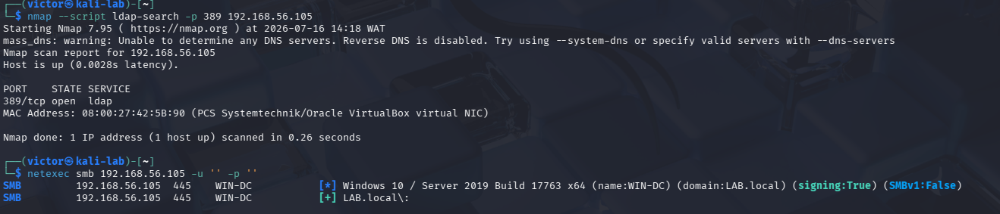 ┌──(victor㉿kali-lab)-[~]
└─$ nmap --script ldap-search -p 389 192.168.56.105
Starting Nmap 7.95 ( https://nmap.org ) at 2026-07-16 14:18 WAT
mass_dns: warning: Unable to determine any DNS servers. Reverse DNS is disabled. Try using --system-dns or specify valid servers with --dns-servers
Nmap scan report for 192.168.56.105
Host is up (0.0028s latency).
PORT    STATE SERVICE
389/tcp open  ldap
MAC Address: 08:00:27:42:5B:90 (PCS Systemtechnik/Oracle VirtualBox virtual NIC)
Nmap done: 1 IP address (1 host up) scanned in 0.26 seconds
┌──(victor㉿kali-lab)-[~]
└─$ netexec smb 192.168.56.105 -u '' -p ''
SMB         192.168.56.105  445    WIN-DC           [*] Windows 10 / Server 2019 Build 17763 x64 (name:WIN-DC) (domain:LAB.local) (signing:True) (SMBv1:False)
SMB         192.168.56.105  445    WIN-DC           [+] LAB.local\: